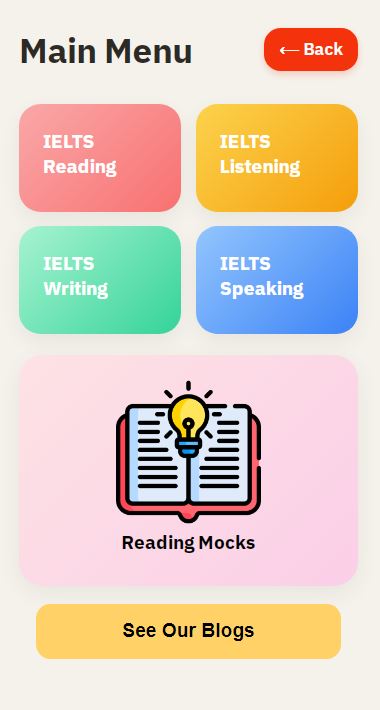 Main Menu
← Back
IELTS
Reading
IELTS
Listening
IELTS
Writing
IELTS
Speaking
Reading Mocks
See Our Blogs